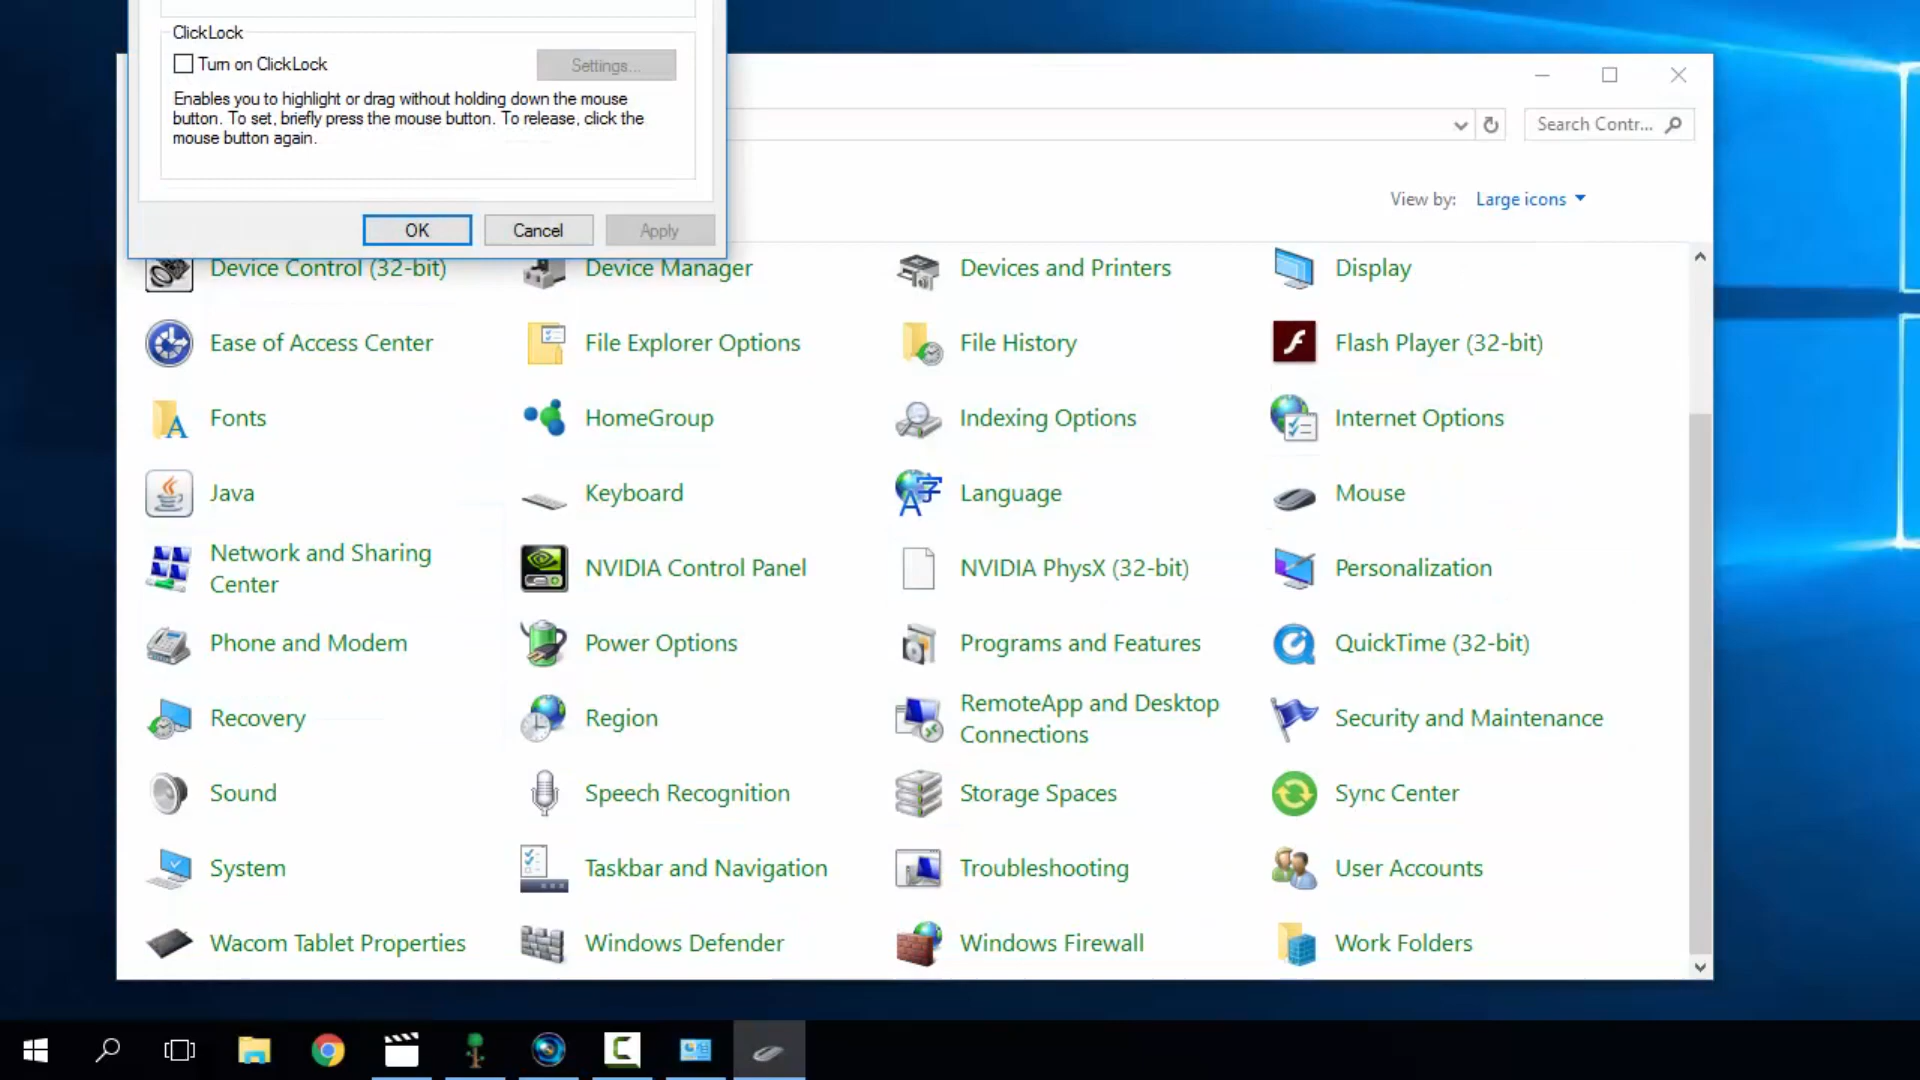 ClickLock
Turn on ClickLock
Settings...
Enables you to highlight or drag without holding down the mouse
button. To set, briefly press the mouse button. To release, click the
mouse button again.
OK
Cancel
Apply
Search Contr...
View by:
Large icons
Device Control (32-bit)
Device Manager
Devices and Printers
Display
Ease of Access Center
File Explorer Options
File History
Flash Player (32-bit)
Fonts
HomeGroup
Indexing Options
Internet Options
Java
Keyboard
Language
Mouse
Network and Sharing
Center
NVIDIA Control Panel
NVIDIA PhysX (32-bit)
Personalization
Phone and Modem
Power Options
Programs and Features
QuickTime (32-bit)
Recovery
Region
RemoteApp and Desktop
Connections
Security and Maintenance
Sound
Speech Recognition
Storage Spaces
Sync Center
System
Taskbar and Navigation
Troubleshooting
User Accounts
Wacom Tablet Properties
Windows Defender
Windows Firewall
Work Folders